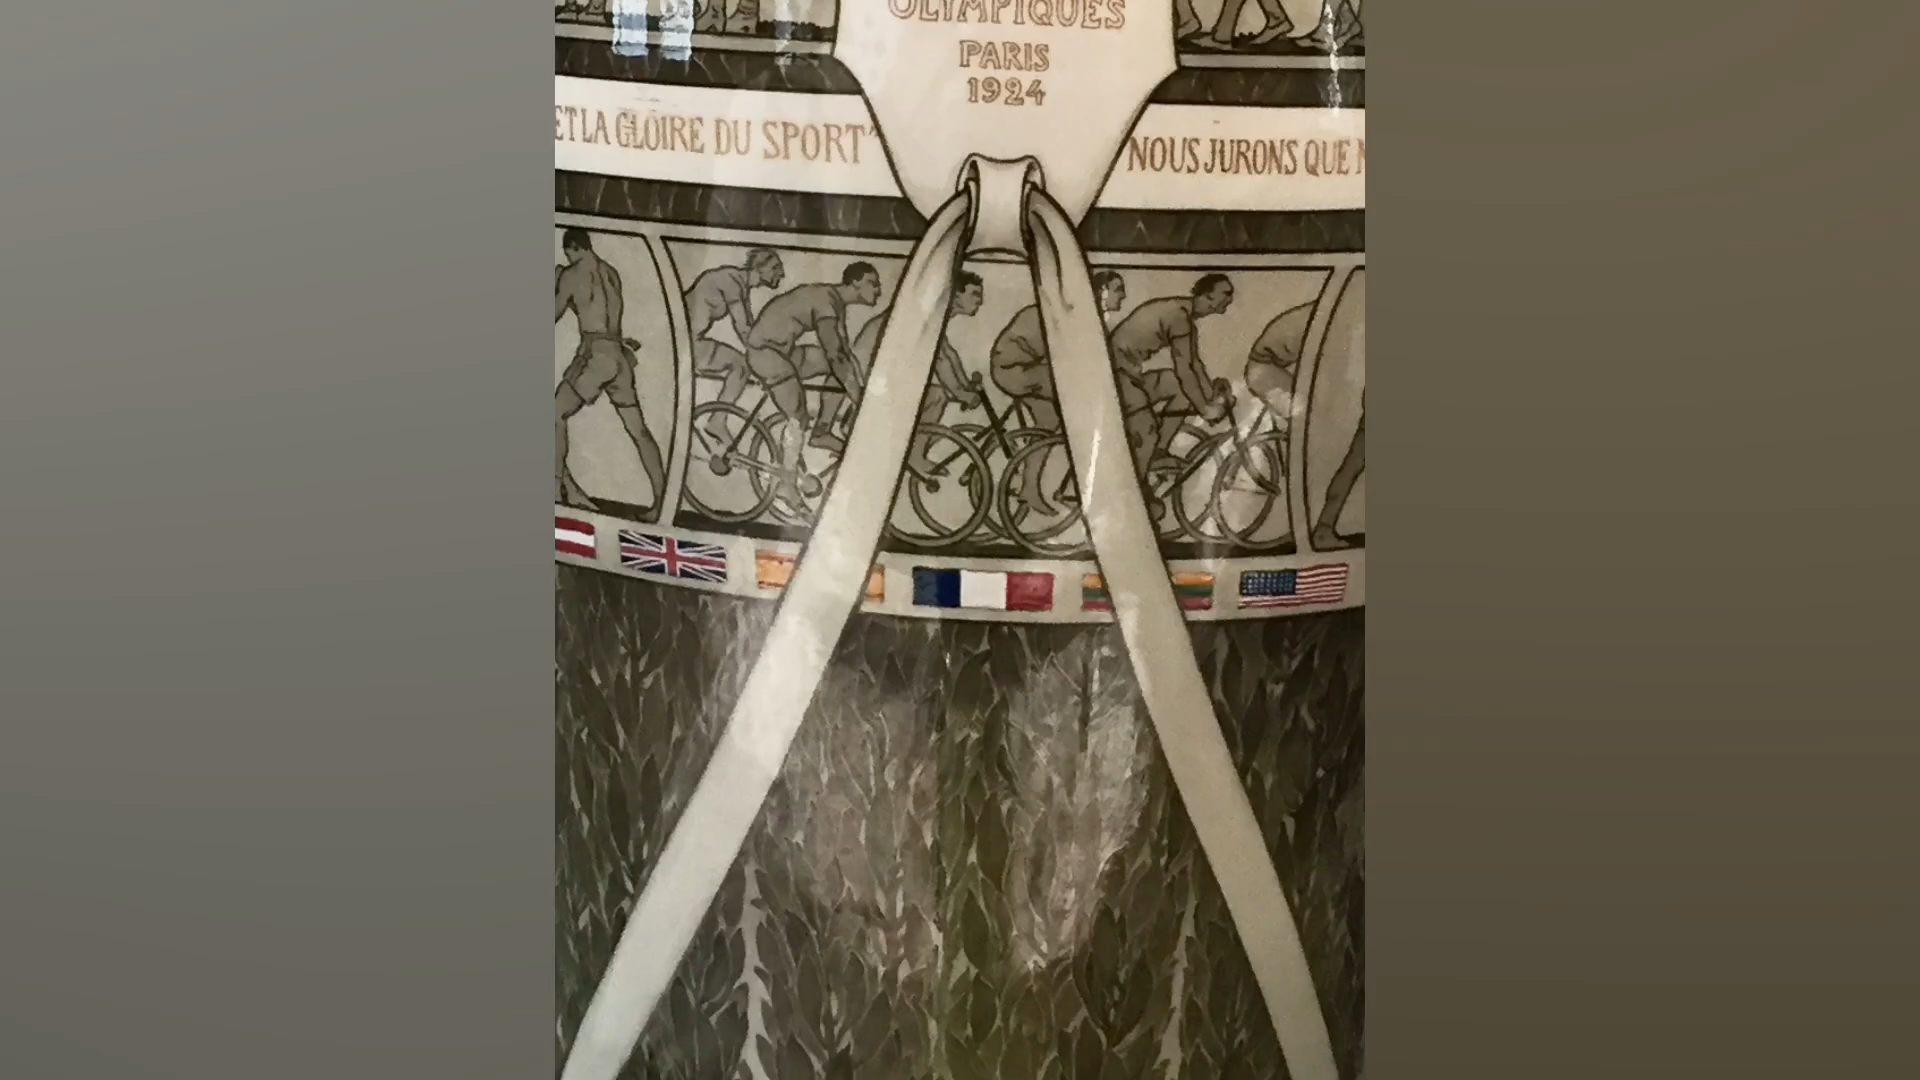 OLYMPIQUES
PARIS
1924
ET LA GLOIRE DU SPORT"
NOUS JURONS QUE